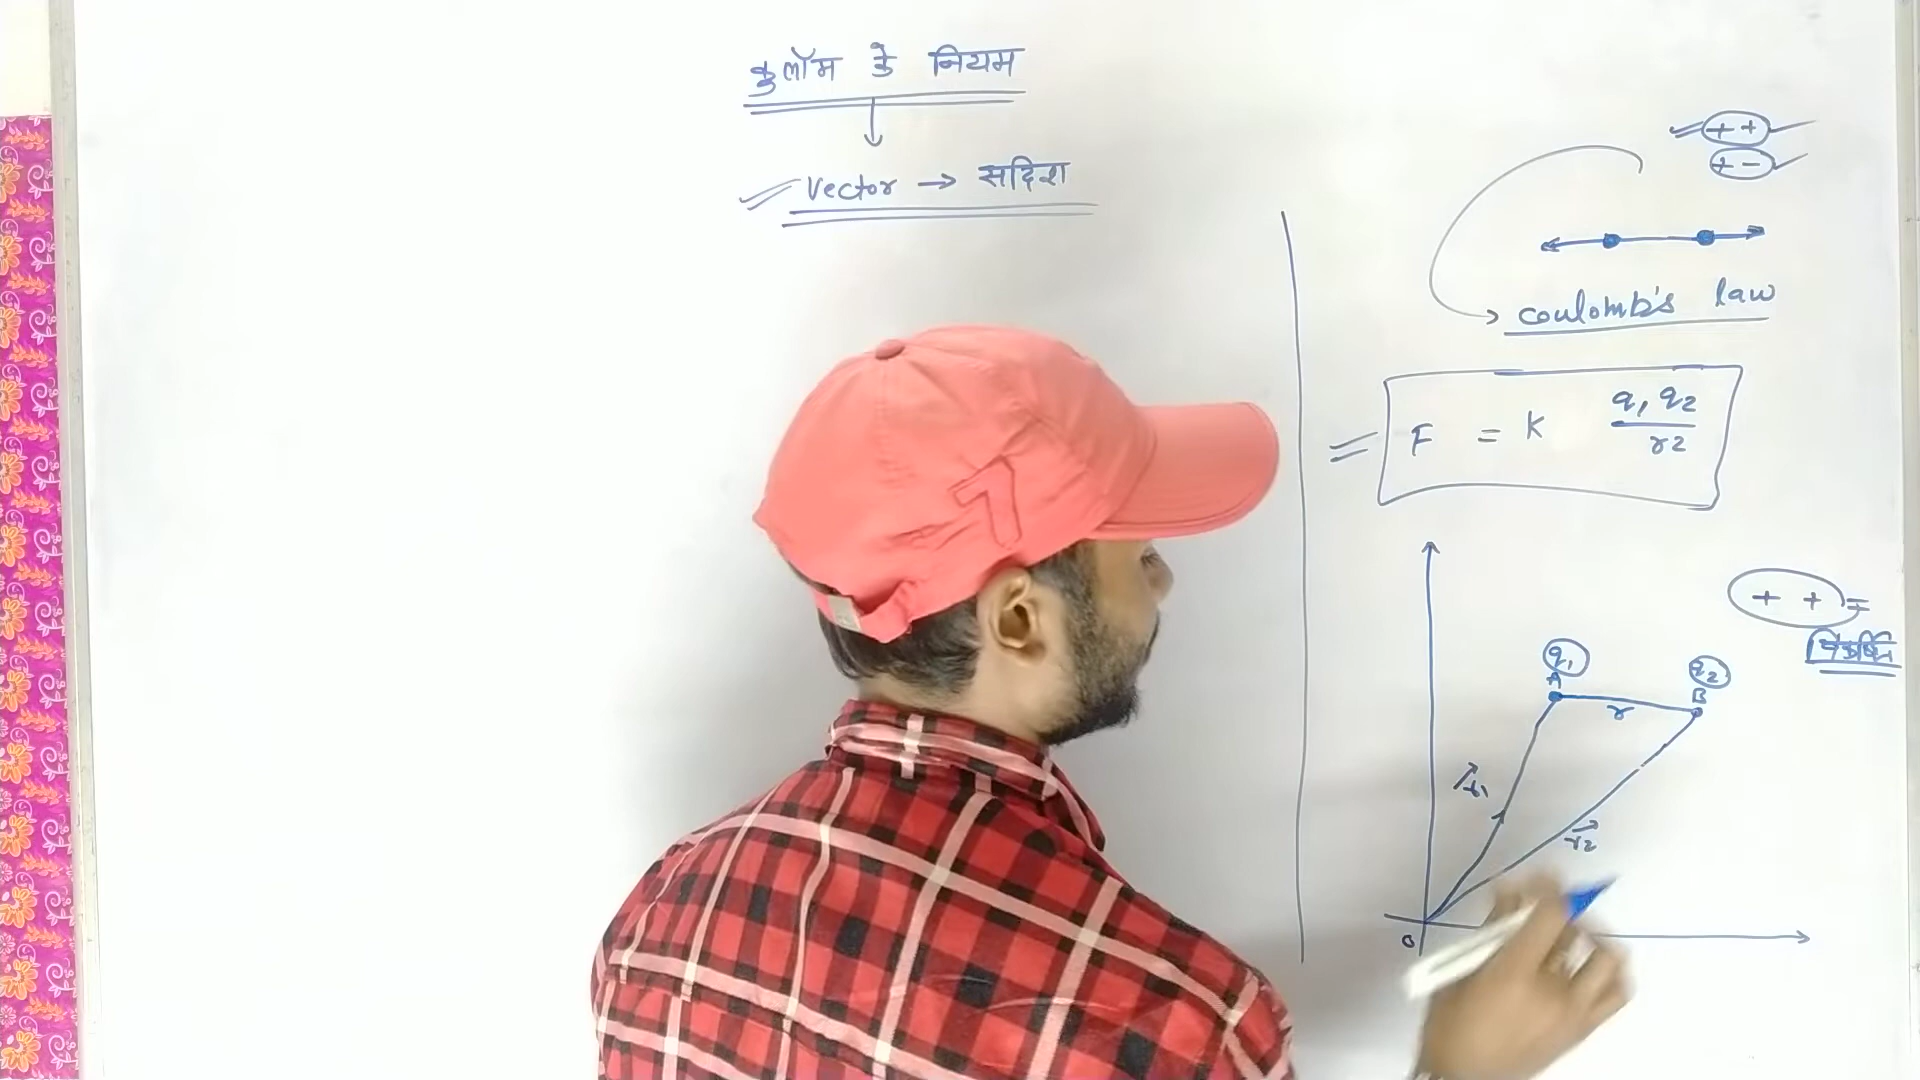 कुलॉम के नियम
Vector → सदिश
+ +
+ −
coulomb's law
F = K q1 q2 / r2
+ + =
q1
A
q2
B
r
r1
r2
O